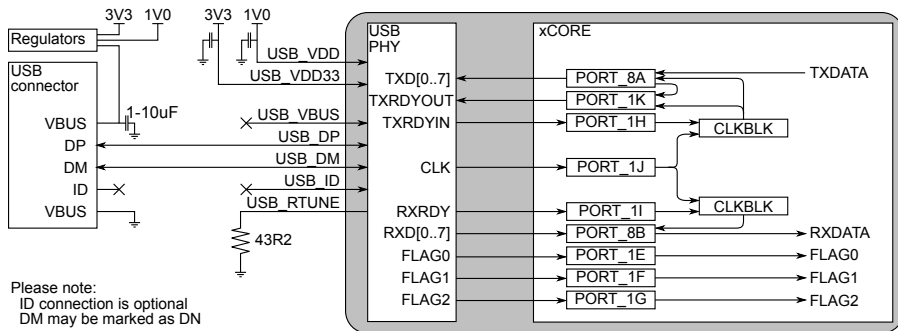 3V3 1V0
Regulators
USB
connector
VBUS
DP
DM
ID
VBUS
1-10uF
3V3 1V0
USB_VDD
USB_VDD33
USB_VBUS
USB_DP
USB_DM
USB_ID
USB_RTUNE
43R2
Please note:
ID connection is optional
DM may be marked as DN
USB
PHY
TXD[0..7]
TXRDYOUT
TXRDYIN
CLK
RXRDY
RXD[0..7]
FLAG0
FLAG1
FLAG2
xCORE
PORT_8A
PORT_1K
PORT_1H
PORT_1J
PORT_1I
PORT_8B
PORT_1E
PORT_1F
PORT_1G
CLKBLK
CLKBLK
TXDATA
RXDATA
FLAG0
FLAG1
FLAG2